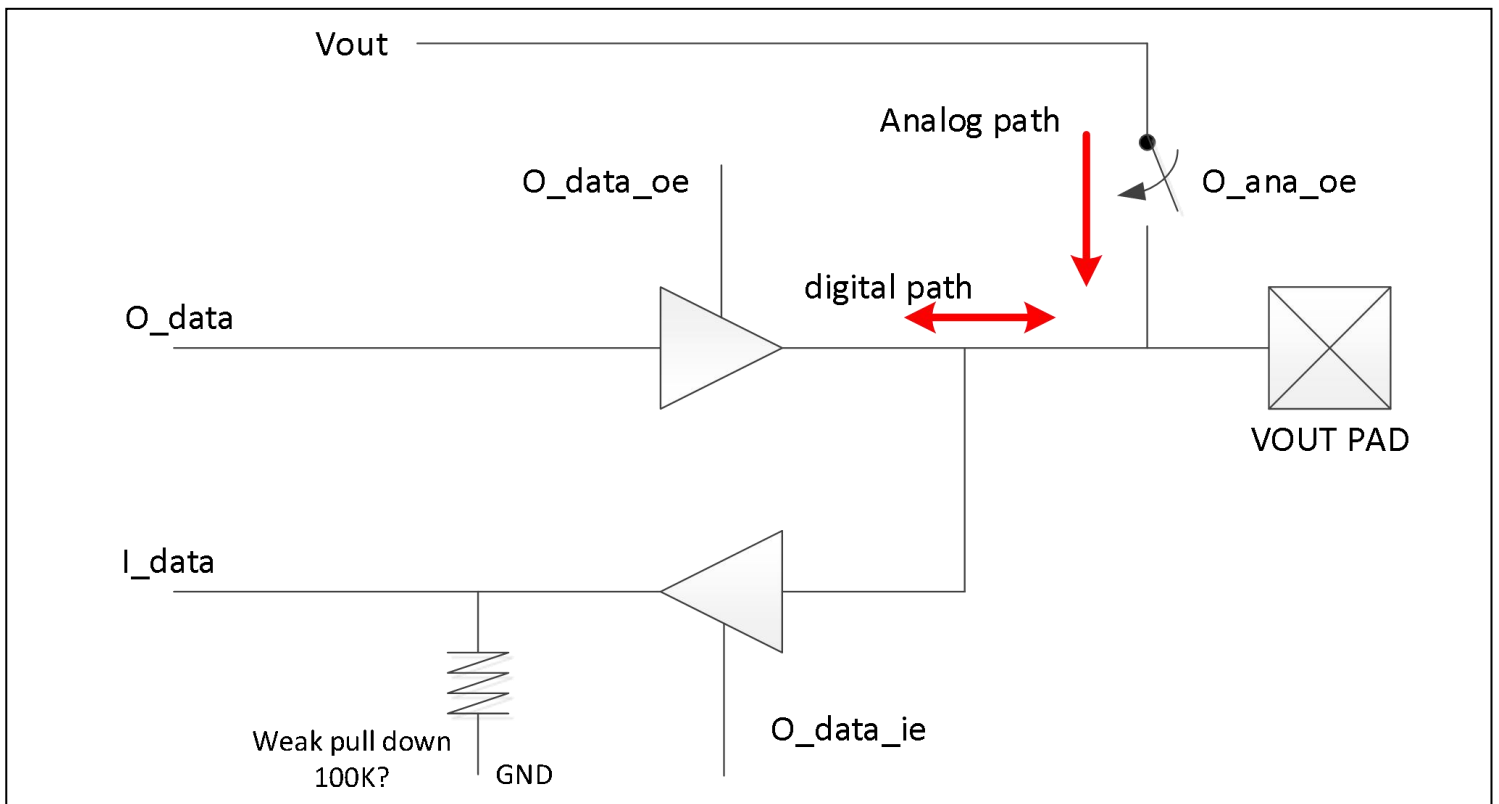 Vout
Analog path
O_data_oe
O_ana_oe
digital path
O_data
VOUT PAD
I_data
O_data_ie
Weak pull down
100K?
GND